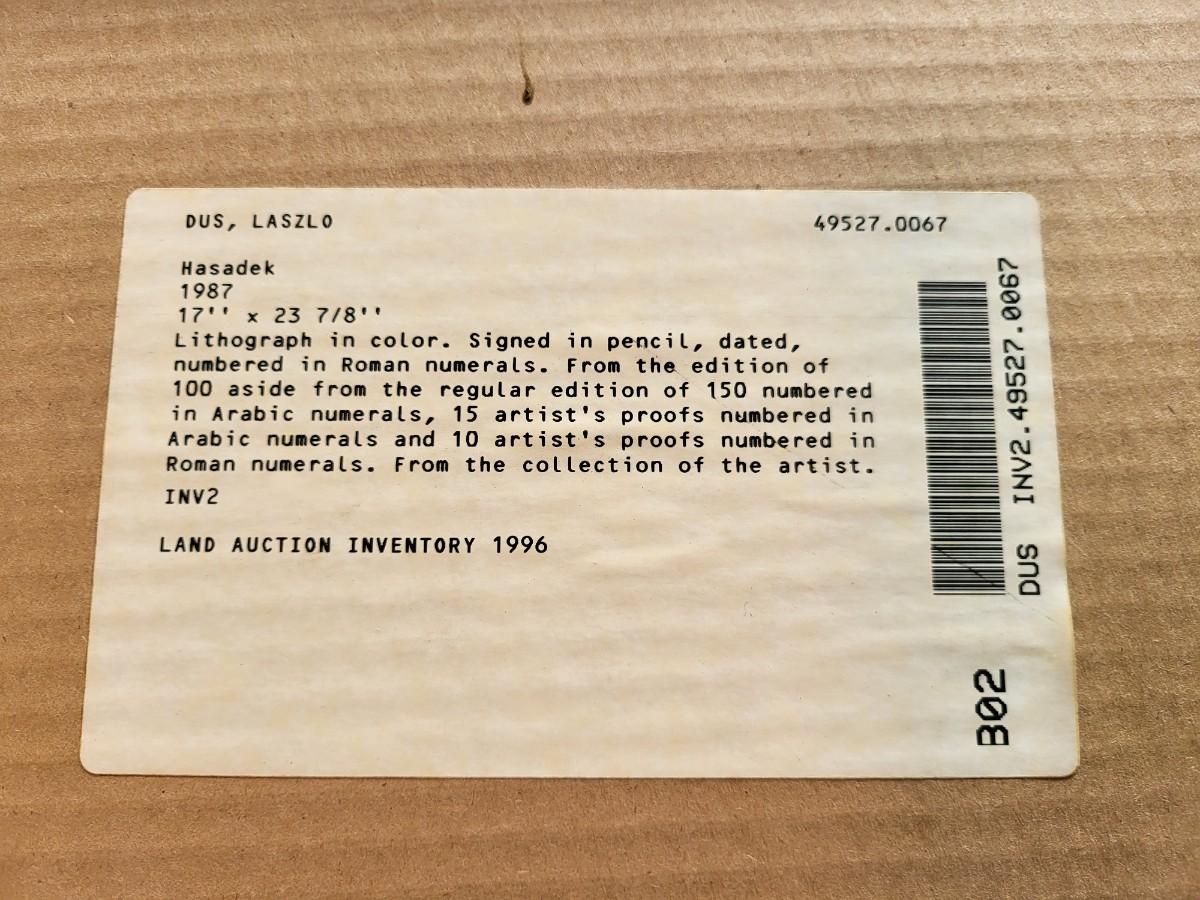 DUS, LASZLO
49527.0067
Hasadek
1987
17'' x 23 7/8''
Lithograph in color. Signed in pencil, dated,
numbered in Roman numerals. From the edition of
100 aside from the regular edition of 150 numbered
in Arabic numerals, 15 artist's proofs numbered in
Arabic numerals and 10 artist's proofs numbered in
Roman numerals. From the collection of the artist.
INV2
LAND AUCTION INVENTORY 1996
DUS INV2.49527.0067
B02